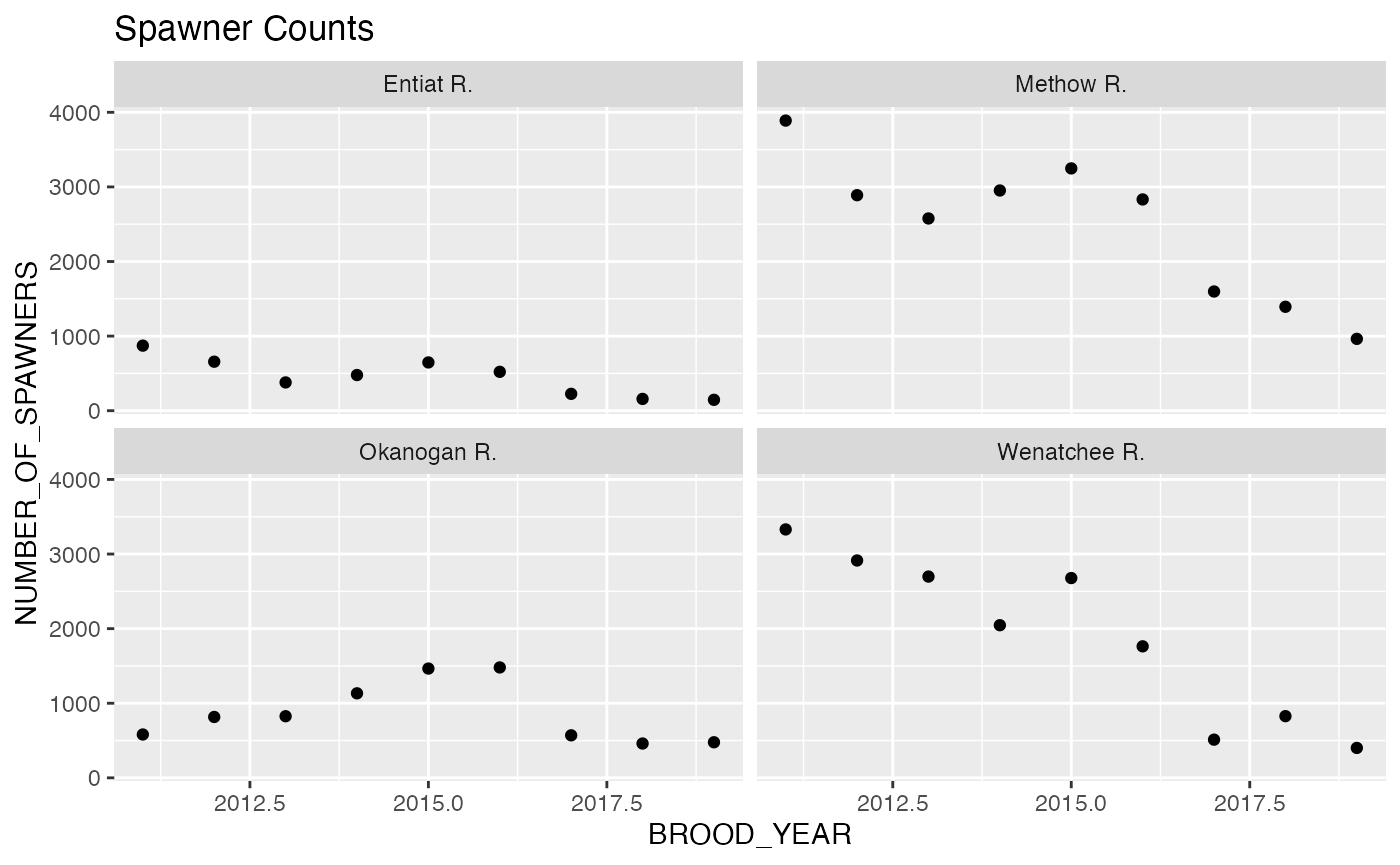 Spawner Counts
Entiat R.
Methow R.
4000
3000
2000
1000
0
Okanogan R.
Wenatchee R.
4000
3000
2000
1000
0
NUMBER_OF_SPAWNERS
2012.5
2015.0
2017.5
2012.5
2015.0
2017.5
BROOD_YEAR